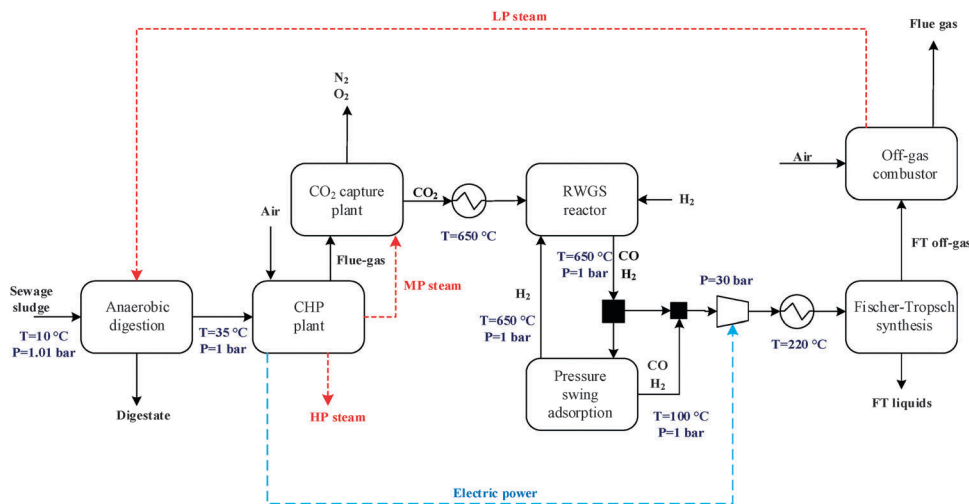 LP steam
Flue gas
N₂
O₂
Air
Off-gas
combustor
CO₂ capture
plant
CO₂
RWGS
reactor
H₂
T=650 °C
Air
Flue-gas
T=650 °C
P=1 bar
CO
H₂
FT off-gas
MP steam
P=30 bar
Sewage
sludge
Anaerobic
digestion
CHP
plant
H₂
Fischer-Tropsch
synthesis
T=10 °C
P=1.01 bar
T=35 °C
P=1 bar
T=650 °C
P=1 bar
T=220 °C
Pressure
swing
adsorption
CO
H₂
Digestate
HP steam
T=100 °C
P=1 bar
FT liquids
Electric power